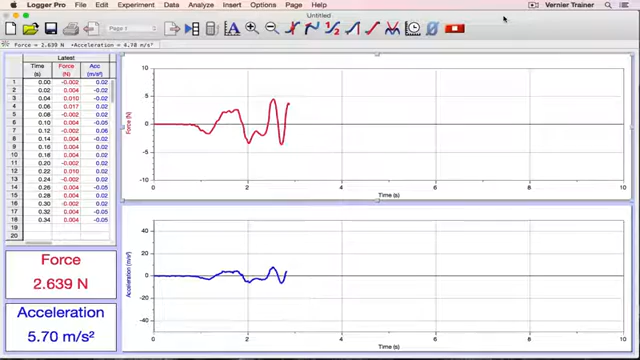 Logger Pro File Edit Experiment Data Analyze Insert Options Page Help Vernier Trainer
Untitled
Page 1
Force = 2.639 N Acceleration = 4.78 m/s²
Latest
Time Force Acc
(s) (N) (m/s²)
1 0.00 -0.002 0.02
2 0.02 0.004 -0.02
3 0.04 0.010 -0.02
4 0.06 0.017 0.02
5 0.08 -0.002 0.02
6 0.10 0.004 -0.05
7 0.12 -0.002 0.06
8 0.14 -0.002 0.02
9 0.16 0.004 -0.02
10 0.18 0.004 0.02
11 0.20 -0.002 0.02
12 0.22 0.010 0.02
13 0.24 -0.002 0.02
14 0.26 0.004 -0.05
15 0.28 0.004 0.02
16 0.30 -0.002 0.02
17 0.32 0.004 0.02
18 0.34 0.004 -0.05
19
20
Force
2.639 N
Acceleration
5.70 m/s²
10
5
0
-5
-10
Force (N)
0 2 4 6 8 10
Time (s)
40
20
0
-20
-40
Acceleration (m/s²)
0 2 4 6 8 10
Time (s)